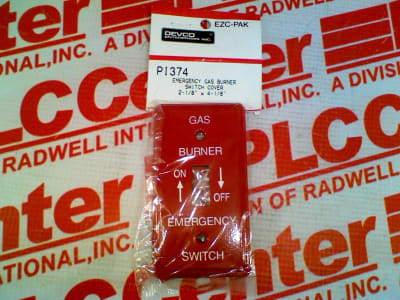 EZC-PAK
DEVCO
PI374
EMERGENCY GAS BURNER
SWITCH COVER
2-1/8" x 4-1/8"
GAS
BURNER
ON
OFF
EMERGENCY
SWITCH
PLCCenter
A DIVISION OF RADWELL INTERNATIONAL, INC.